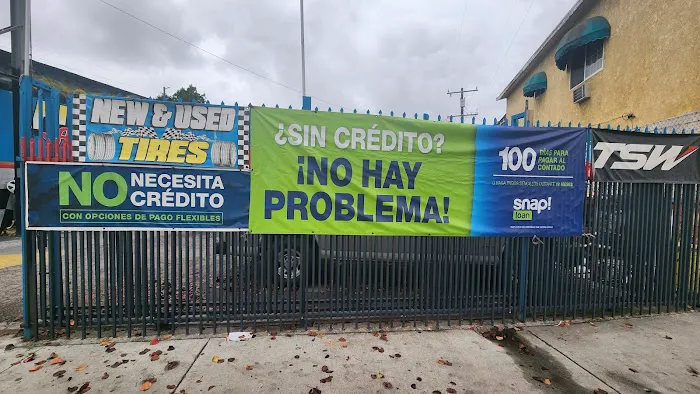 NEW & USED
TIRES
NO NECESITA
CRÉDITO
CON OPCIONES DE PAGO FLEXIBLES
¿SIN CRÉDITO?
¡NO HAY
PROBLEMA!
100 DÍAS PARA
PAGAR AL
CONTADO
snap!
loan
TSW